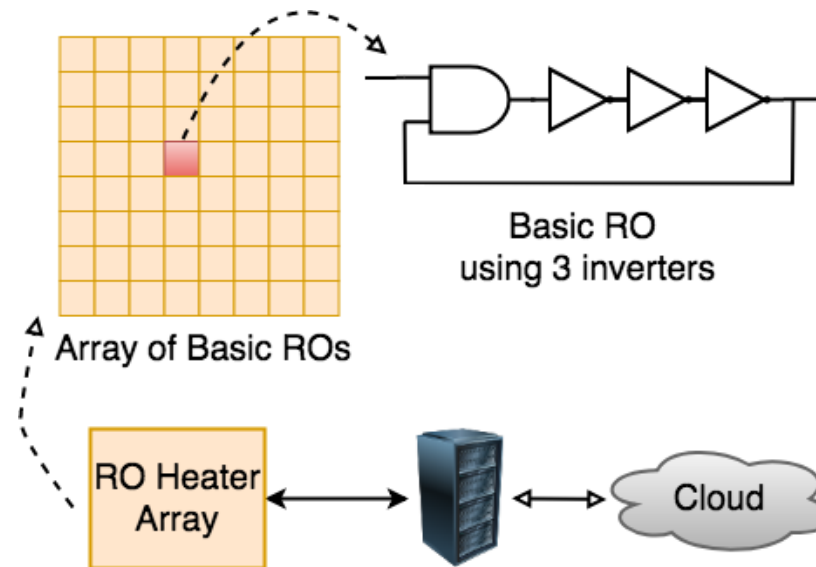 Basic RO
using 3 inverters
Array of Basic ROs
RO Heater
Array
Cloud